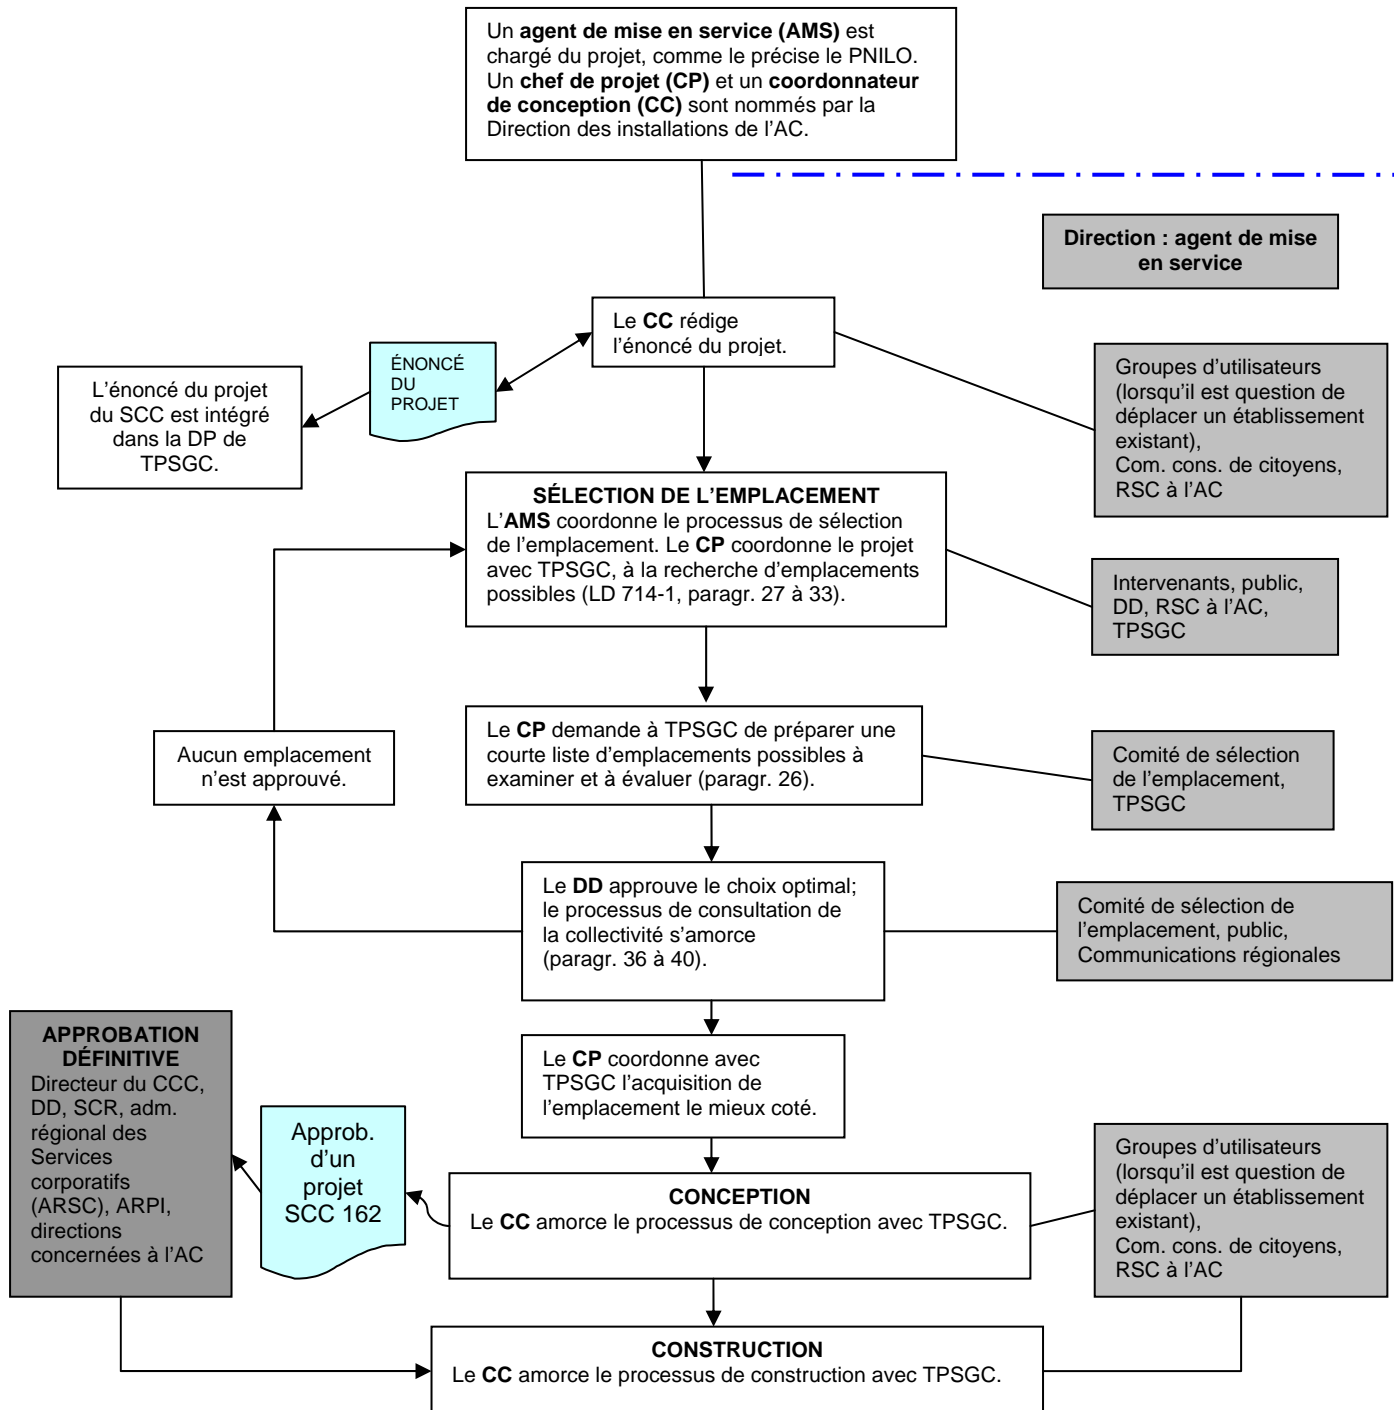 Un agent de mise en service (AMS) est
chargé du projet, comme le précise le PNILO.
Un chef de projet (CP) et un coordonnateur
de conception (CC) sont nommés par la
Direction des installations de l’AC.
Direction : agent de mise
en service
Le CC rédige
l’énoncé du projet.
ÉNONCÉ
DU
PROJET
L’énoncé du projet
du SCC est intégré
dans la DP de
TPSGC.
Groupes d’utilisateurs
(lorsqu’il est question de
déplacer un établissement
existant),
Com. cons. de citoyens,
RSC à l’AC
SÉLECTION DE L’EMPLACEMENT
L’AMS coordonne le processus de sélection
de l’emplacement. Le CP coordonne le projet
avec TPSGC, à la recherche d’emplacements
possibles (LD 714-1, paragr. 27 à 33).
Intervenants, public,
DD, RSC à l’AC,
TPSGC
Aucun emplacement
n’est approuvé.
Le CP demande à TPSGC de préparer une
courte liste d’emplacements possibles à
examiner et à évaluer (paragr. 26).
Comité de sélection
de l’emplacement,
TPSGC
Le DD approuve le choix optimal;
le processus de consultation de
la collectivité s’amorce
(paragr. 36 à 40).
Comité de sélection de
l’emplacement, public,
Communications régionales
APPROBATION
DÉFINITIVE
Directeur du CCC,
DD, SCR, adm.
régional des
Services
corporatifs
(ARSC), ARPI,
directions
concernées à l’AC
Le CP coordonne avec
TPSGC l’acquisition de
l’emplacement le mieux coté.
Approb.
d’un
projet
SCC 162
CONCEPTION
Le CC amorce le processus de conception avec TPSGC.
Groupes d’utilisateurs
(lorsqu’il est question de
déplacer un établissement
existant),
Com. cons. de citoyens,
RSC à l’AC
CONSTRUCTION
Le CC amorce le processus de construction avec TPSGC.